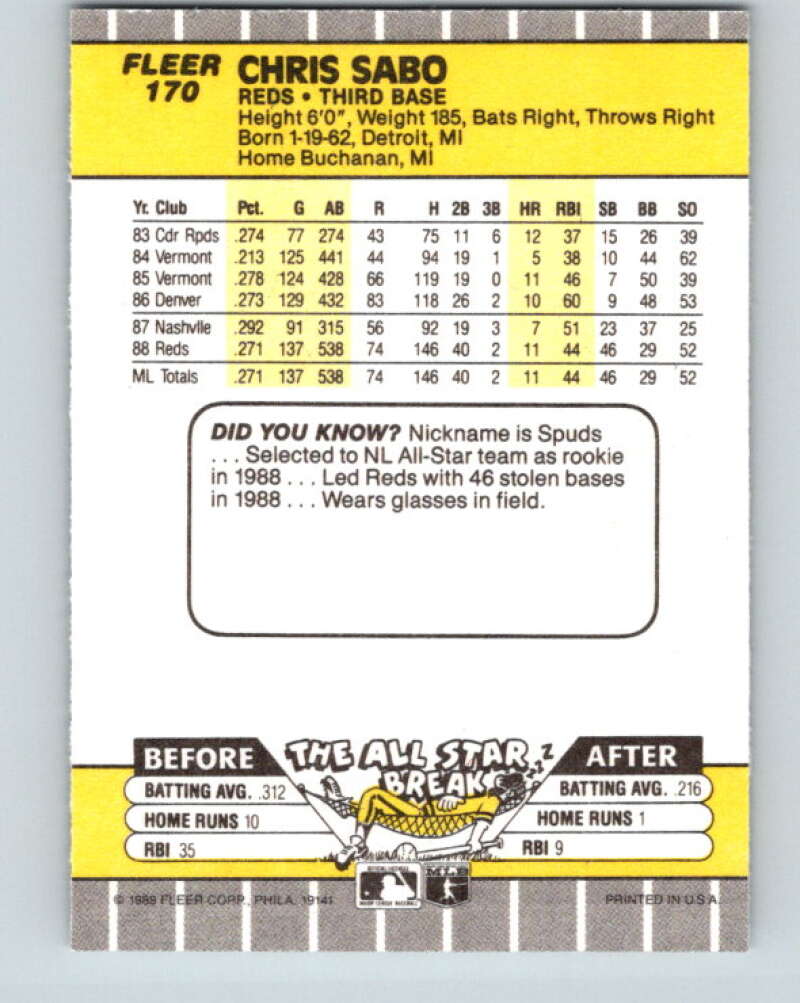 FLEER CHRIS SABO
170 REDS • THIRD BASE
Height 6'0", Weight 185, Bats Right, Throws Right
Born 1-19-62, Detroit, MI
Home Buchanan, MI
Yr. Club Pct. G AB R H 2B 3B HR RBI SB BB SO
83 Cdr Rpds .274 77 274 43 75 11 6 12 37 15 26 39
84 Vermont .213 125 441 44 94 19 1 5 38 10 44 62
85 Vermont .278 124 428 66 119 19 0 11 46 7 50 39
86 Denver .273 129 432 83 118 26 2 10 60 9 48 53
87 Nashvlle .292 91 315 56 92 19 3 7 51 23 37 25
88 Reds .271 137 538 74 146 40 2 11 44 46 29 52
ML Totals .271 137 538 74 146 40 2 11 44 46 29 52
DID YOU KNOW? Nickname is Spuds
. . . Selected to NL All-Star team as rookie
in 1988 . . . Led Reds with 46 stolen bases
in 1988 . . . Wears glasses in field.
BEFORE THE ALL STAR BREAK ZZZ AFTER
BATTING AVG. .312 BATTING AVG. .216
HOME RUNS 10 HOME RUNS 1
RBI 35 RBI 9
MLB
© 1989 FLEER CORP., PHILA. 19141 PRINTED IN U.S.A.